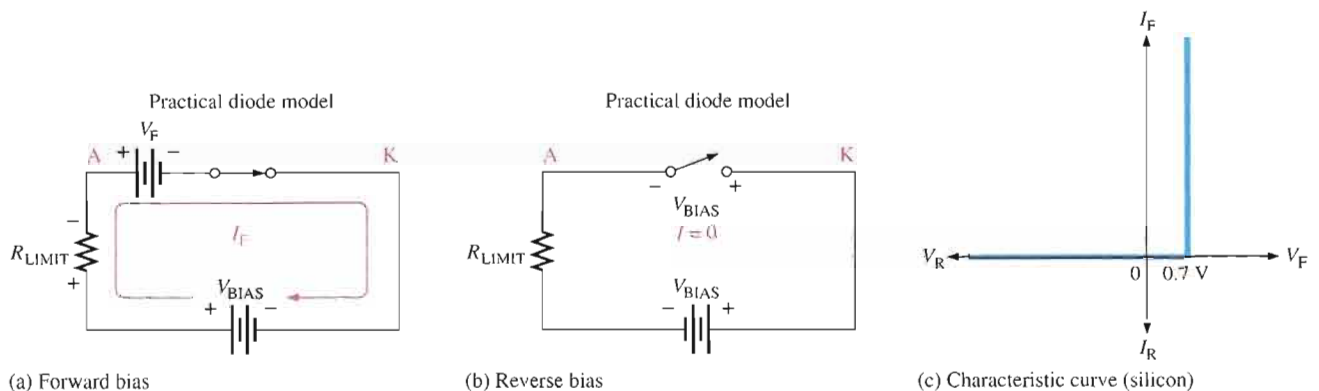 Practical diode model
V_F
A + − K
−
R_LIMIT
+
I_F
V_BIAS
+ −
(a) Forward bias
Practical diode model
A K
− +
V_BIAS
I = 0
R_LIMIT
V_BIAS
− +
(b) Reverse bias
I_F
V_R V_F
0 0.7 V
I_R
(c) Characteristic curve (silicon)